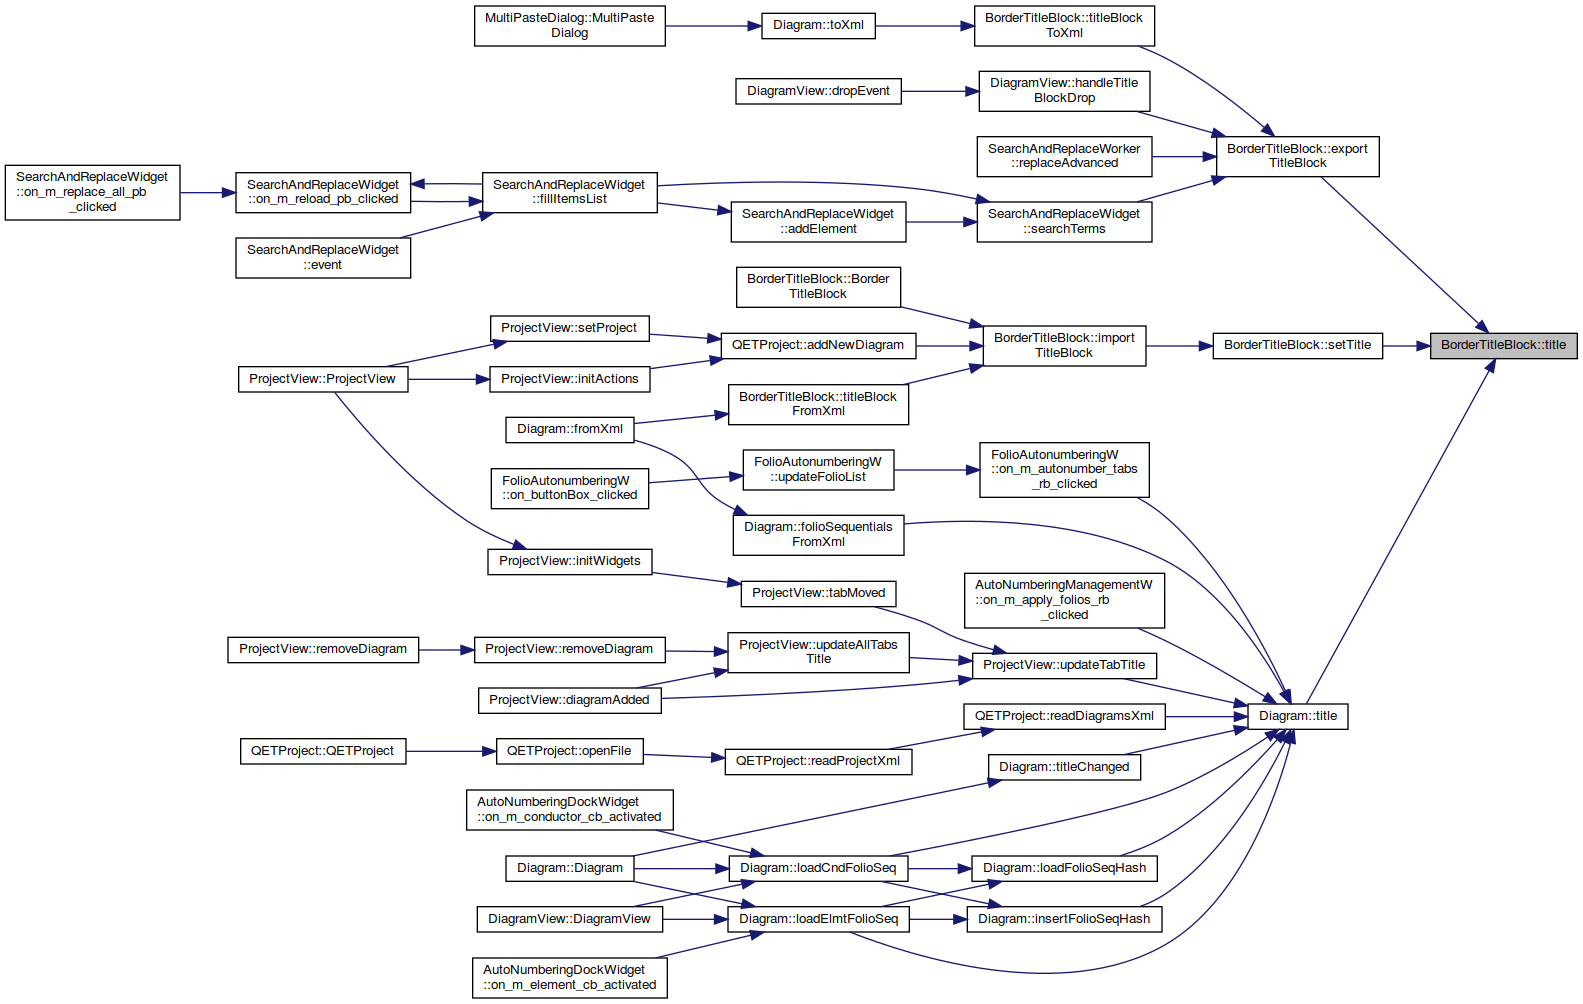 MultiPasteDialog::MultiPaste
Dialog
Diagram::toXml
BorderTitleBlock::titleBlock
ToXml
DiagramView::dropEvent
DiagramView::handleTitle
BlockDrop
SearchAndReplaceWorker
::replaceAdvanced
BorderTitleBlock::export
TitleBlock
SearchAndReplaceWidget
::on_m_replace_all_pb
_clicked
SearchAndReplaceWidget
::on_m_reload_pb_clicked
SearchAndReplaceWidget
::fillItemsList
SearchAndReplaceWidget
::addElement
SearchAndReplaceWidget
::searchTerms
SearchAndReplaceWidget
::event
BorderTitleBlock::Border
TitleBlock
ProjectView::setProject
QETProject::addNewDiagram
BorderTitleBlock::import
TitleBlock
BorderTitleBlock::setTitle
BorderTitleBlock::title
ProjectView::ProjectView
ProjectView::initActions
BorderTitleBlock::titleBlock
FromXml
Diagram::fromXml
FolioAutonumberingW
::updateFolioList
FolioAutonumberingW
::on_m_autonumber_tabs
_rb_clicked
FolioAutonumberingW
::on_buttonBox_clicked
Diagram::folioSequentials
FromXml
ProjectView::initWidgets
ProjectView::tabMoved
AutoNumberingManagementW
::on_m_apply_folios_rb
_clicked
ProjectView::removeDiagram
ProjectView::removeDiagram
ProjectView::updateAllTabs
Title
ProjectView::updateTabTitle
ProjectView::diagramAdded
QETProject::readDiagramsXml
Diagram::title
QETProject::QETProject
QETProject::openFile
QETProject::readProjectXml
Diagram::titleChanged
AutoNumberingDockWidget
::on_m_conductor_cb_activated
Diagram::Diagram
Diagram::loadCndFolioSeq
Diagram::loadFolioSeqHash
DiagramView::DiagramView
Diagram::loadElmtFolioSeq
Diagram::insertFolioSeqHash
AutoNumberingDockWidget
::on_m_element_cb_activated